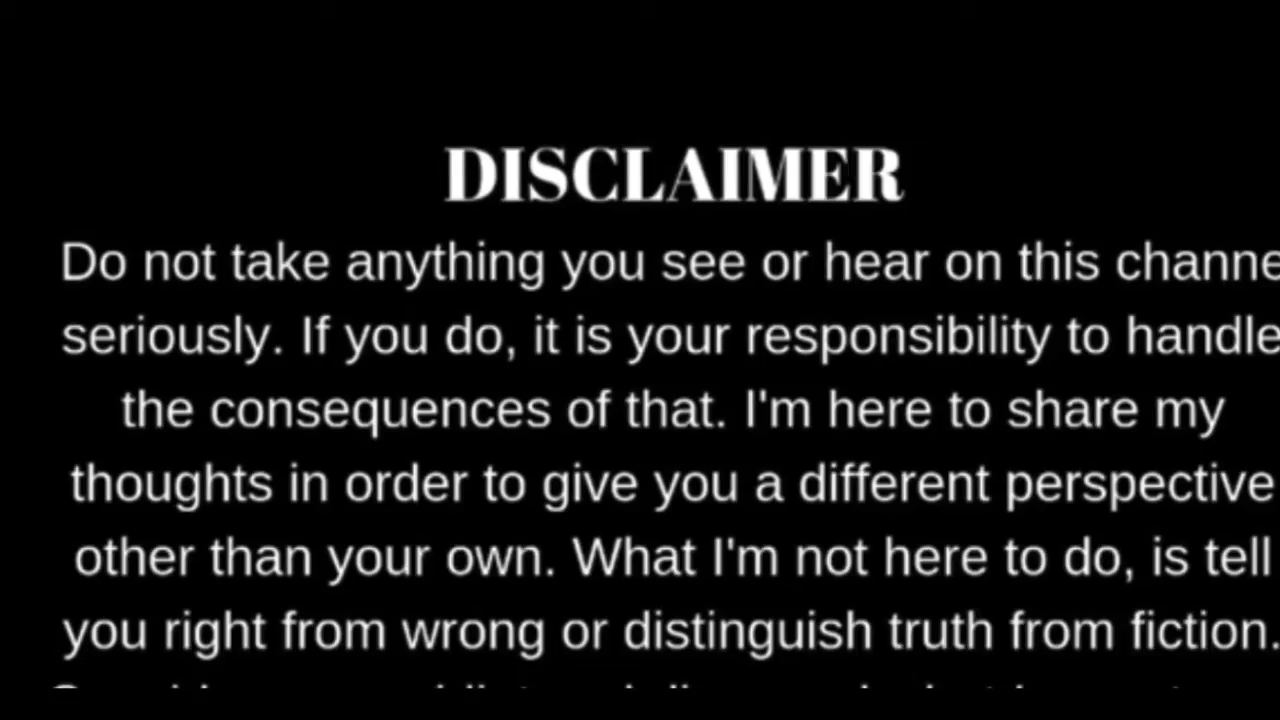 DISCLAIMER
Do not take anything you see or hear on this channe
seriously. If you do, it is your responsibility to handle
the consequences of that. I'm here to share my
thoughts in order to give you a different perspective
other than your own. What I'm not here to do, is tell
you right from wrong or distinguish truth from fiction.